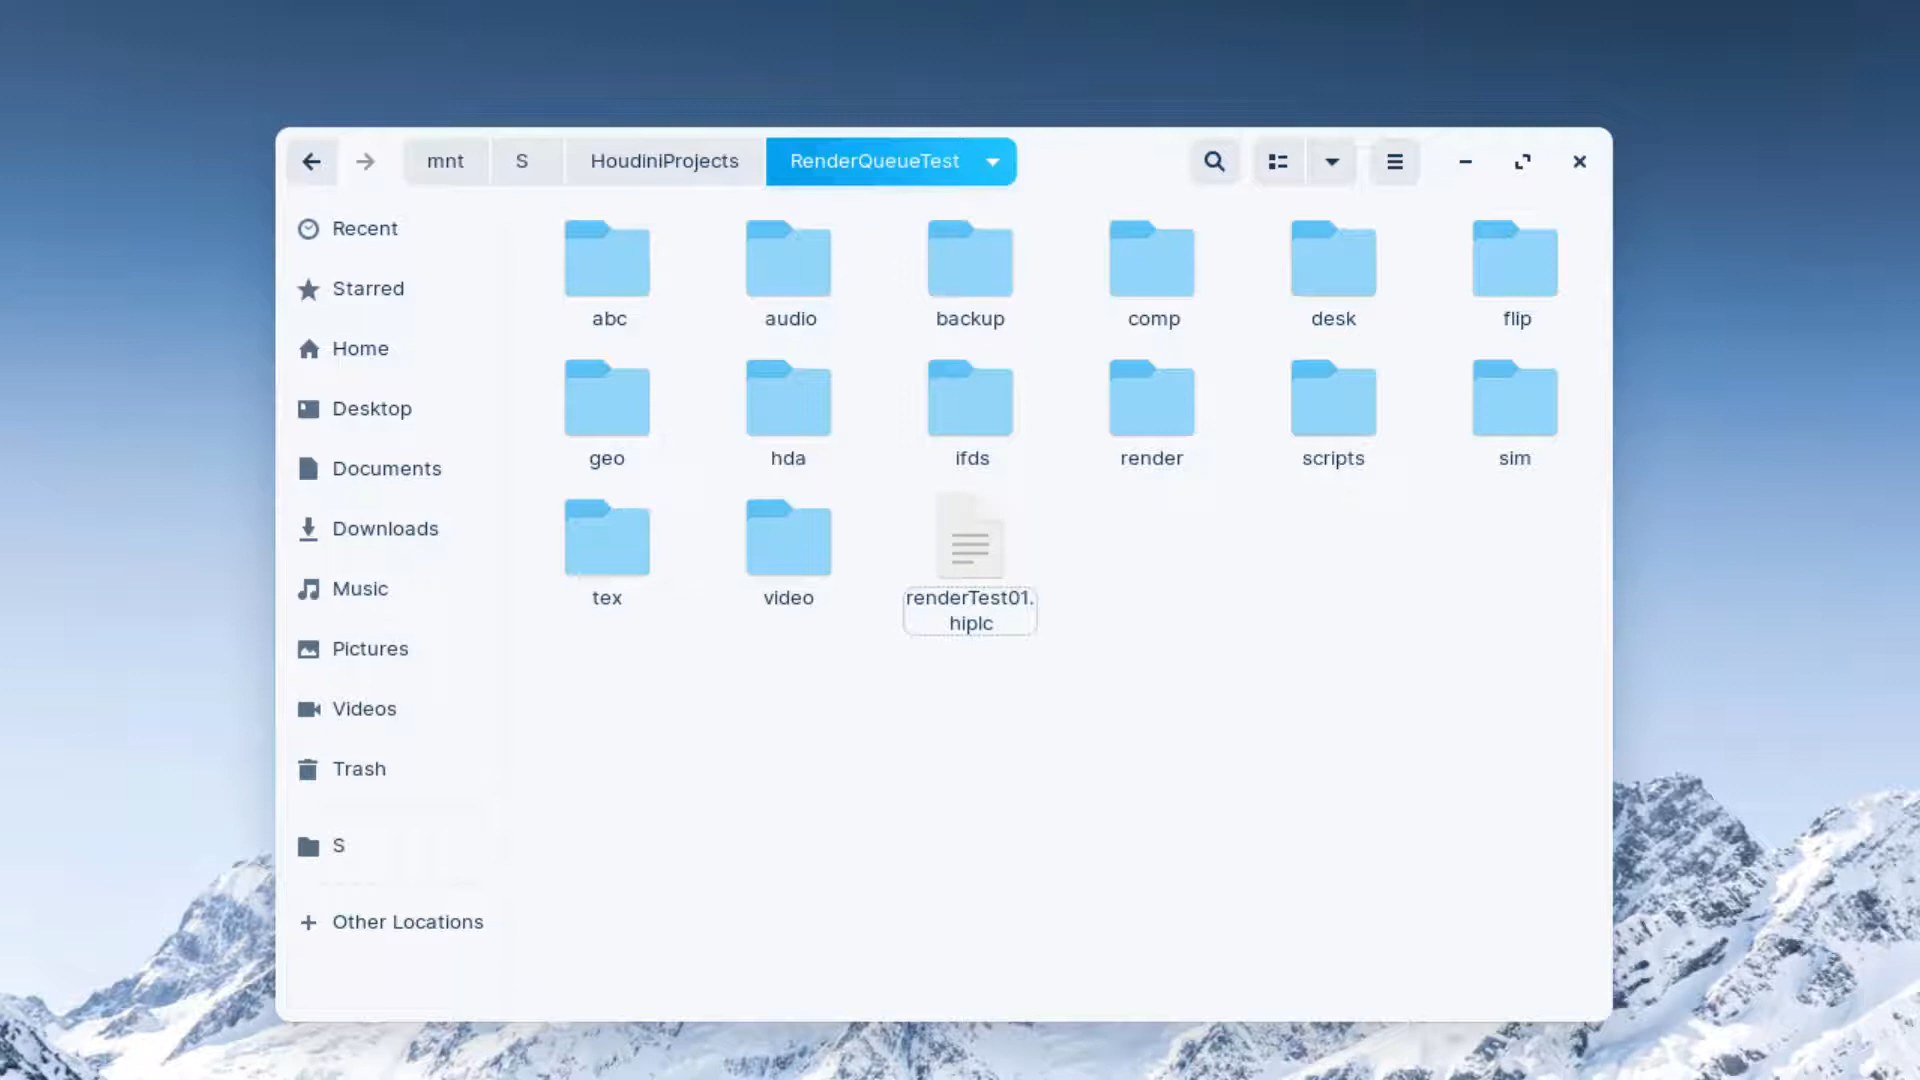 mnt S HoudiniProjects RenderQueueTest
Recent
Starred
Home
Desktop
Documents
Downloads
Music
Pictures
Videos
Trash
S
Other Locations
abc audio backup comp desk flip
geo hda ifds render scripts sim
tex video renderTest01.
hiplc